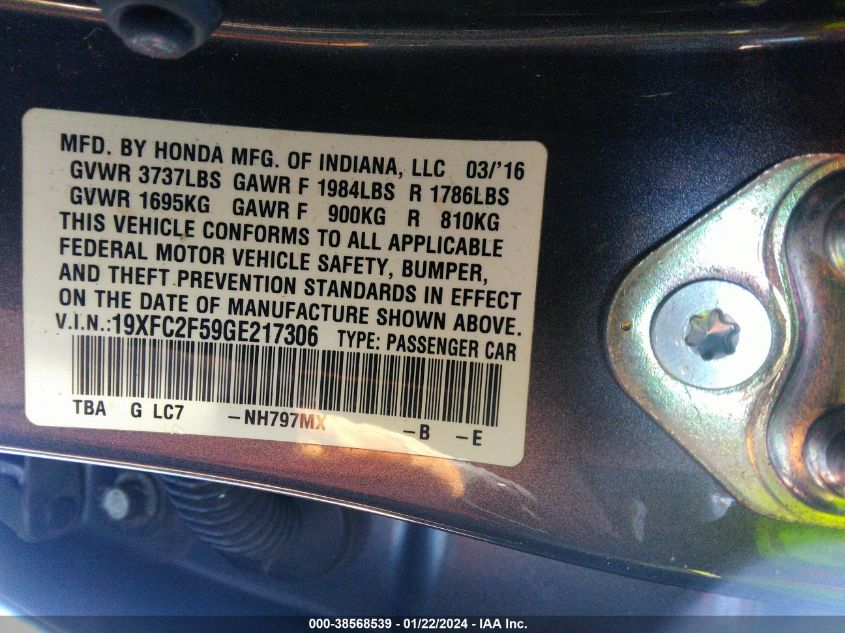 MFD. BY HONDA MFG. OF INDIANA, LLC 03/'16
GVWR 3737LBS GAWR F 1984LBS R 1786LBS
GVWR 1695KG GAWR F 900KG R 810KG
THIS VEHICLE CONFORMS TO ALL APPLICABLE
FEDERAL MOTOR VEHICLE SAFETY, BUMPER,
AND THEFT PREVENTION STANDARDS IN EFFECT
ON THE DATE OF MANUFACTURE SHOWN ABOVE.
V.I.N.:19XFC2F59GE217306 TYPE: PASSENGER CAR
TBA G LC7 -NH797MX -B -E
000-38568539 / 01/22/2024 - IAA Inc.